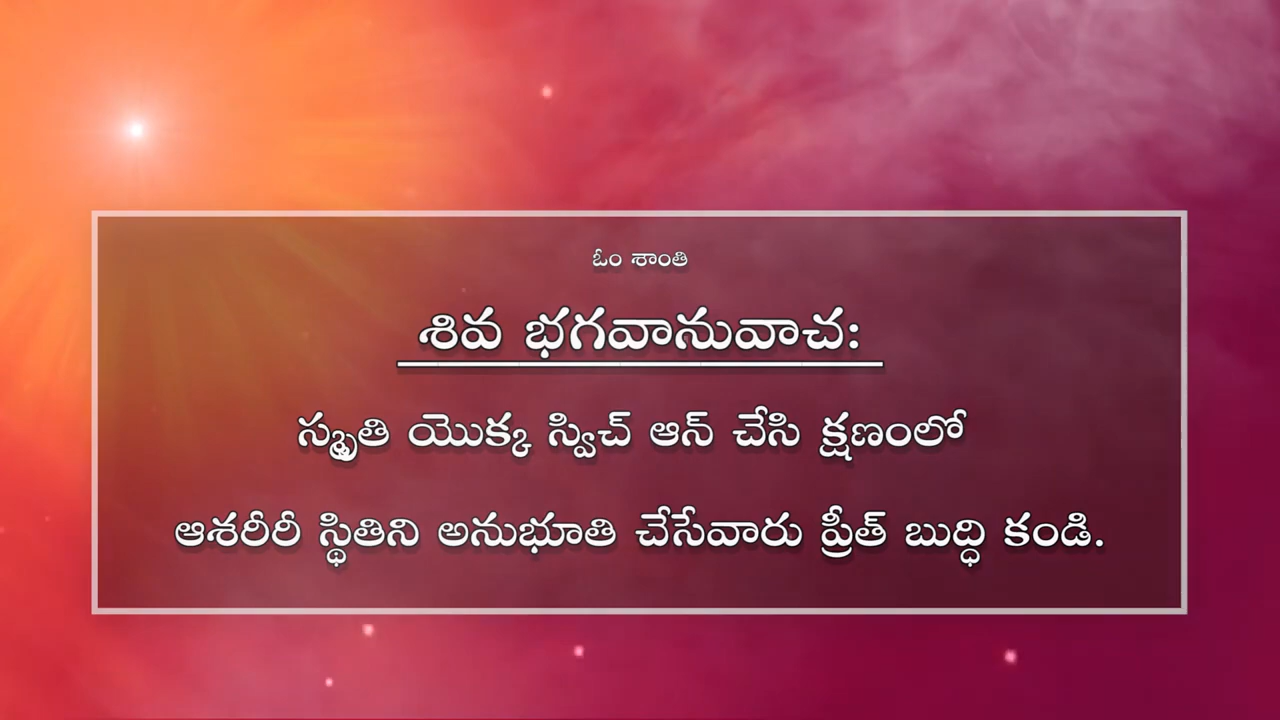 ఓం శాంతి
శివ భగవానువాచ:
స్మృతి యొక్క స్విచ్ ఆన్ చేసి క్షణంలో
ఆశరీరీ స్థితిని అనుభూతి చేసేవారు ప్రీత్ బుద్ధి కండి.